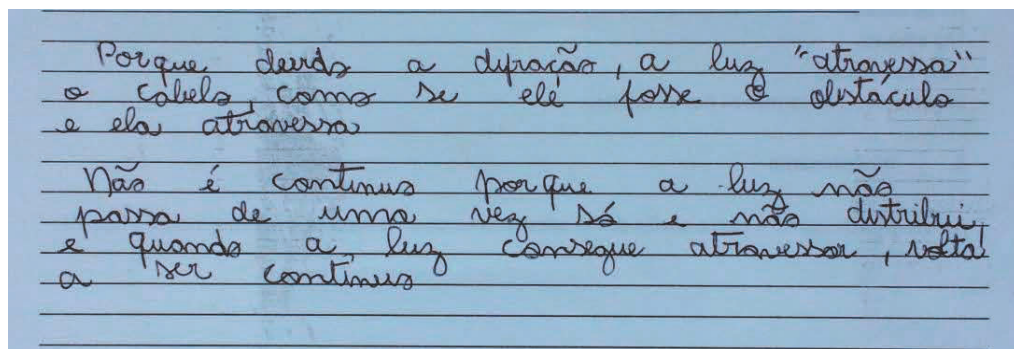 Porque devido a difração, a luz "atravessa"
o cabelo, como se ele fosse o obstáculo
e ela atravessa
Não é contínuo porque a luz não
passa de uma vez só e não distribui,
e quando a luz consegue atravessar, volta
a ser contínuo